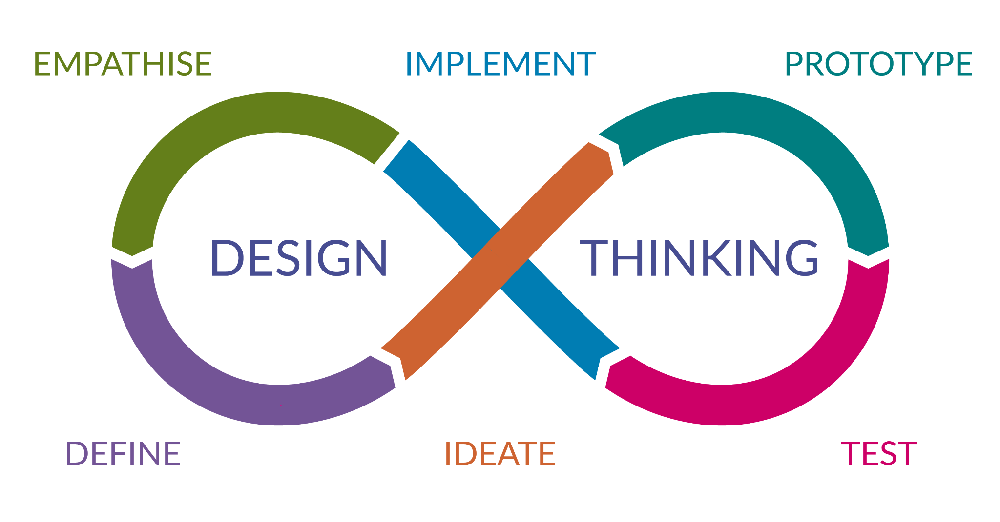 EMPATHISE
IMPLEMENT
PROTOTYPE
DESIGN
THINKING
DEFINE
IDEATE
TEST